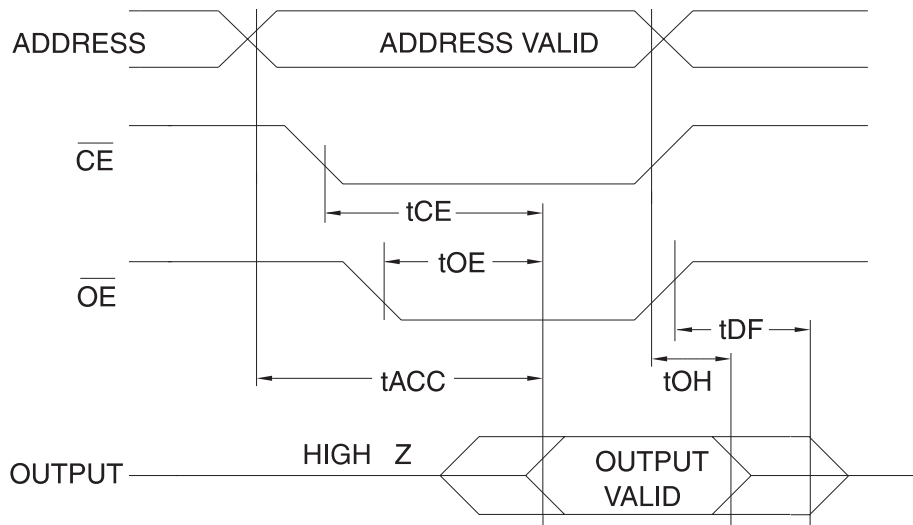 ADDRESS
ADDRESS VALID
CE
tCE
tOE
OE
tDF
tACC
tOH
HIGH Z
OUTPUT
OUTPUT
VALID